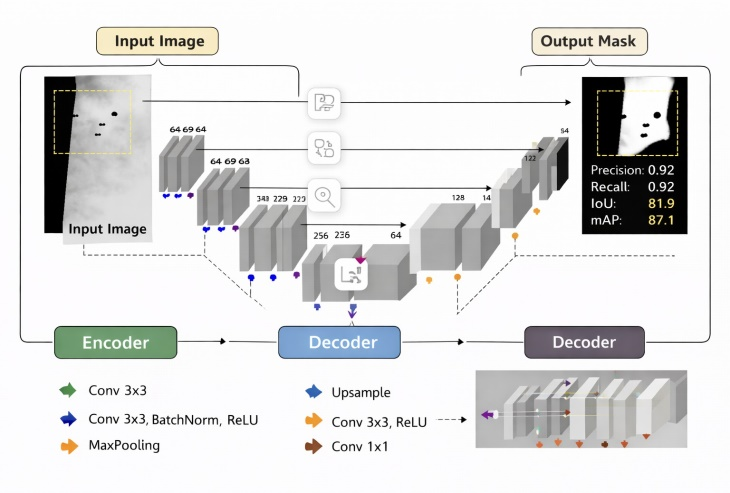 Input Image
Output Mask
64 69 64
54
122
64 69 63
343 229 223
128 14
256 236 64
Input Image
Precision: 0.92
Recall: 0.92
IoU: 81.9
mAP: 87.1
Encoder
Decoder
Decoder
Conv 3x3
Conv 3x3, BatchNorm, ReLU
MaxPooling
Upsample
Conv 3x3, ReLU
Conv 1x1